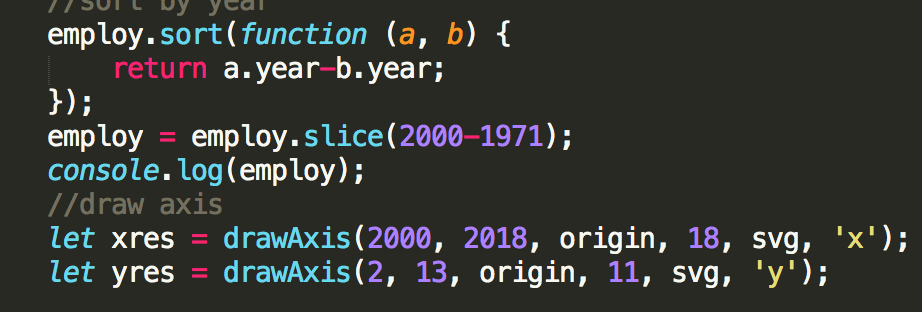 //sort by year
employ.sort(function (a, b) {
return a.year-b.year;
});
employ = employ.slice(2000-1971);
console.log(employ);
//draw axis
let xres = drawAxis(2000, 2018, origin, 18, svg, 'x');
let yres = drawAxis(2, 13, origin, 11, svg, 'y');